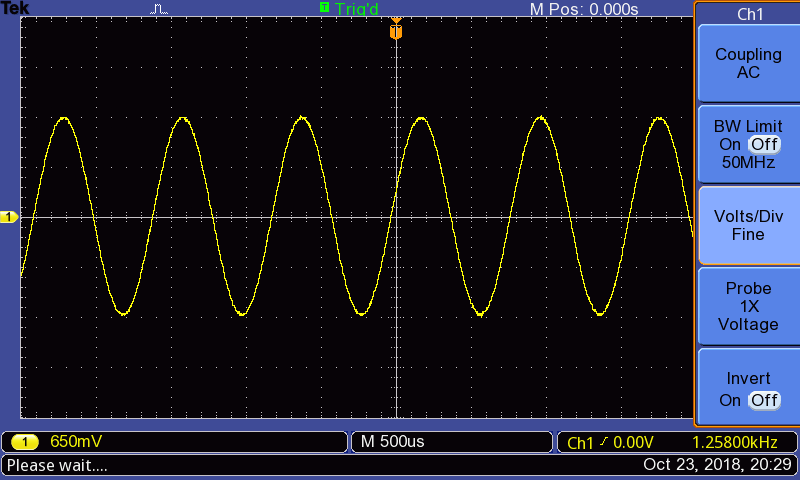 Tek
T Trig'd
M Pos: 0.000s
Ch1
T
Coupling
AC
BW Limit
On Off
50MHz
1
Volts/Div
Fine
Probe
1X
Voltage
Invert
On Off
1 650mV
M 500us
Ch1 0.00V
1.25800kHz
Please wait....
Oct 23, 2018, 20:29